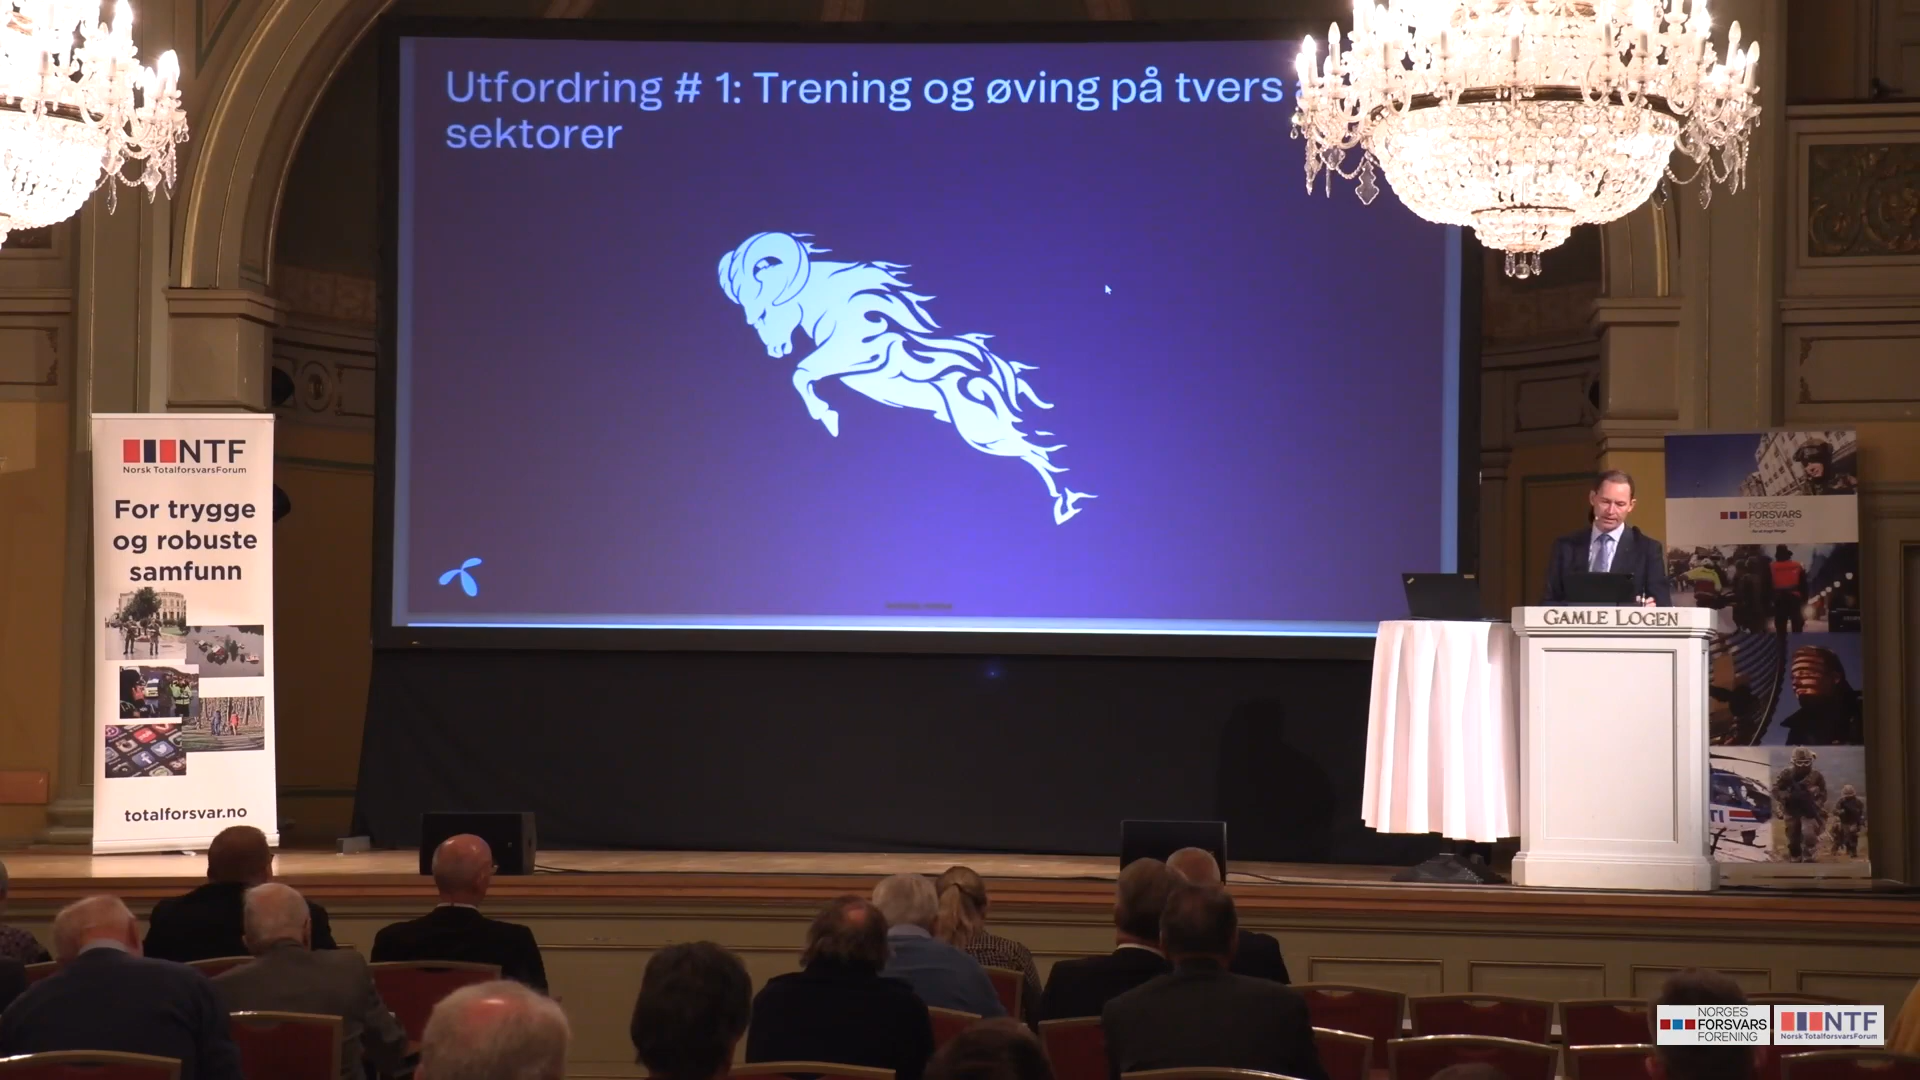 Utfordring # 1: Trening og øving på tvers
sektorer
NTF
Norsk TotalforsvarsForum
For trygge
og robuste
samfunn
totalforsvar.no
NORGES
FORSVARS
FORENING
GAMLE LOGEN
NORGES
FORSVARS
FORENING
NTF
Norsk TotalforsvarsForum